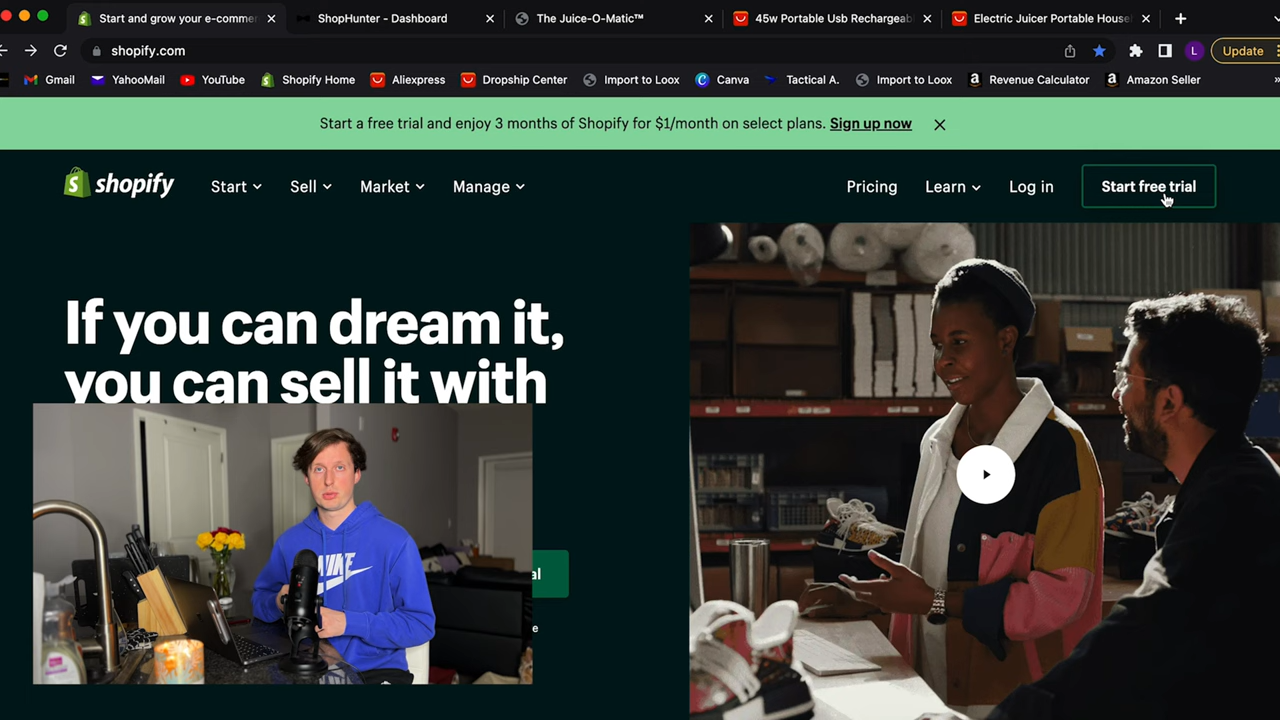 Start and grow your e-commer
ShopHunter - Dashboard
The Juice-O-Matic™
45w Portable Usb Rechargeab
Electric Juicer Portable Househ
shopify.com
L
Update
Gmail
YahooMail
YouTube
Shopify Home
Aliexpress
Dropship Center
Import to Loox
Canva
Tactical A.
Import to Loox
Revenue Calculator
Amazon Seller
Start a free trial and enjoy 3 months of Shopify for $1/month on select plans. Sign up now
shopify
Start
Sell
Market
Manage
Pricing
Learn
Log in
Start free trial
If you can dream it,
you can sell it with
al
e
NIKE